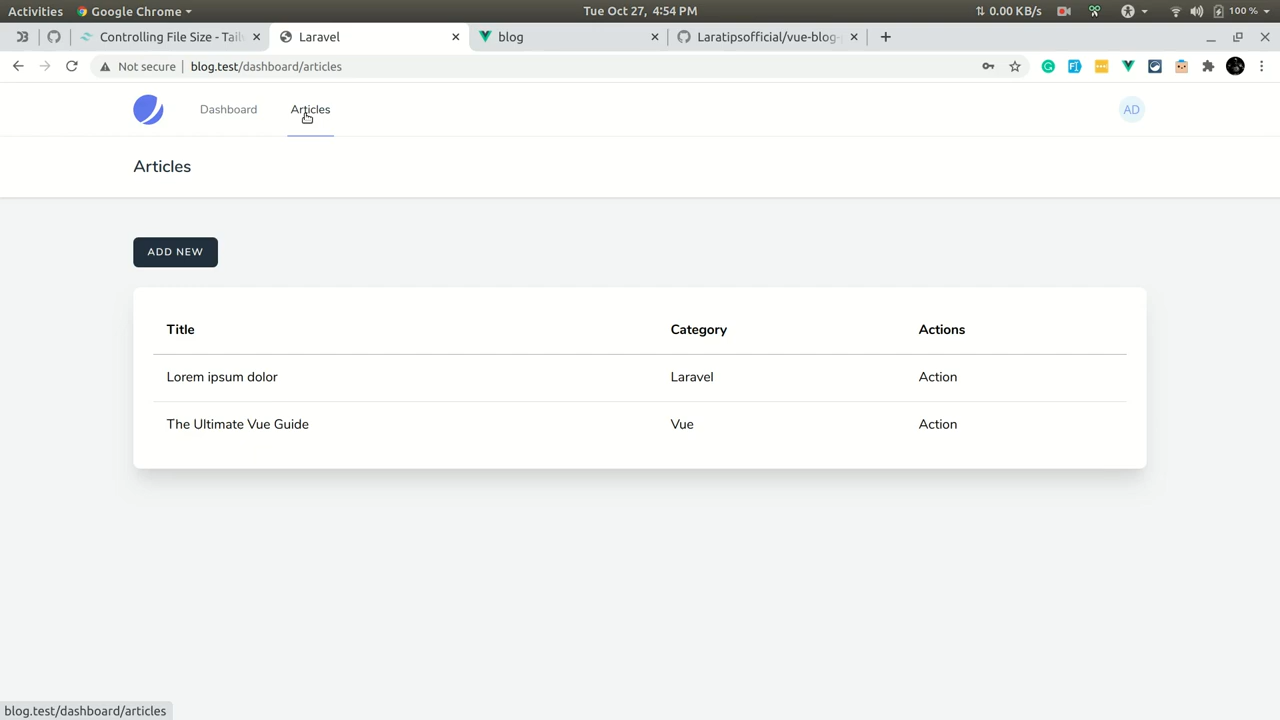 Activities Google Chrome Tue Oct 27, 4:54 PM 0.00 KB/s 100 %
Controlling File Size - Tail Laravel blog Laratipsofficial/vue-blog-
Not secure blog.test/dashboard/articles
Dashboard Articles AD
Articles
ADD NEW
Title Category Actions
Lorem ipsum dolor Laravel Action
The Ultimate Vue Guide Vue Action
blog.test/dashboard/articles